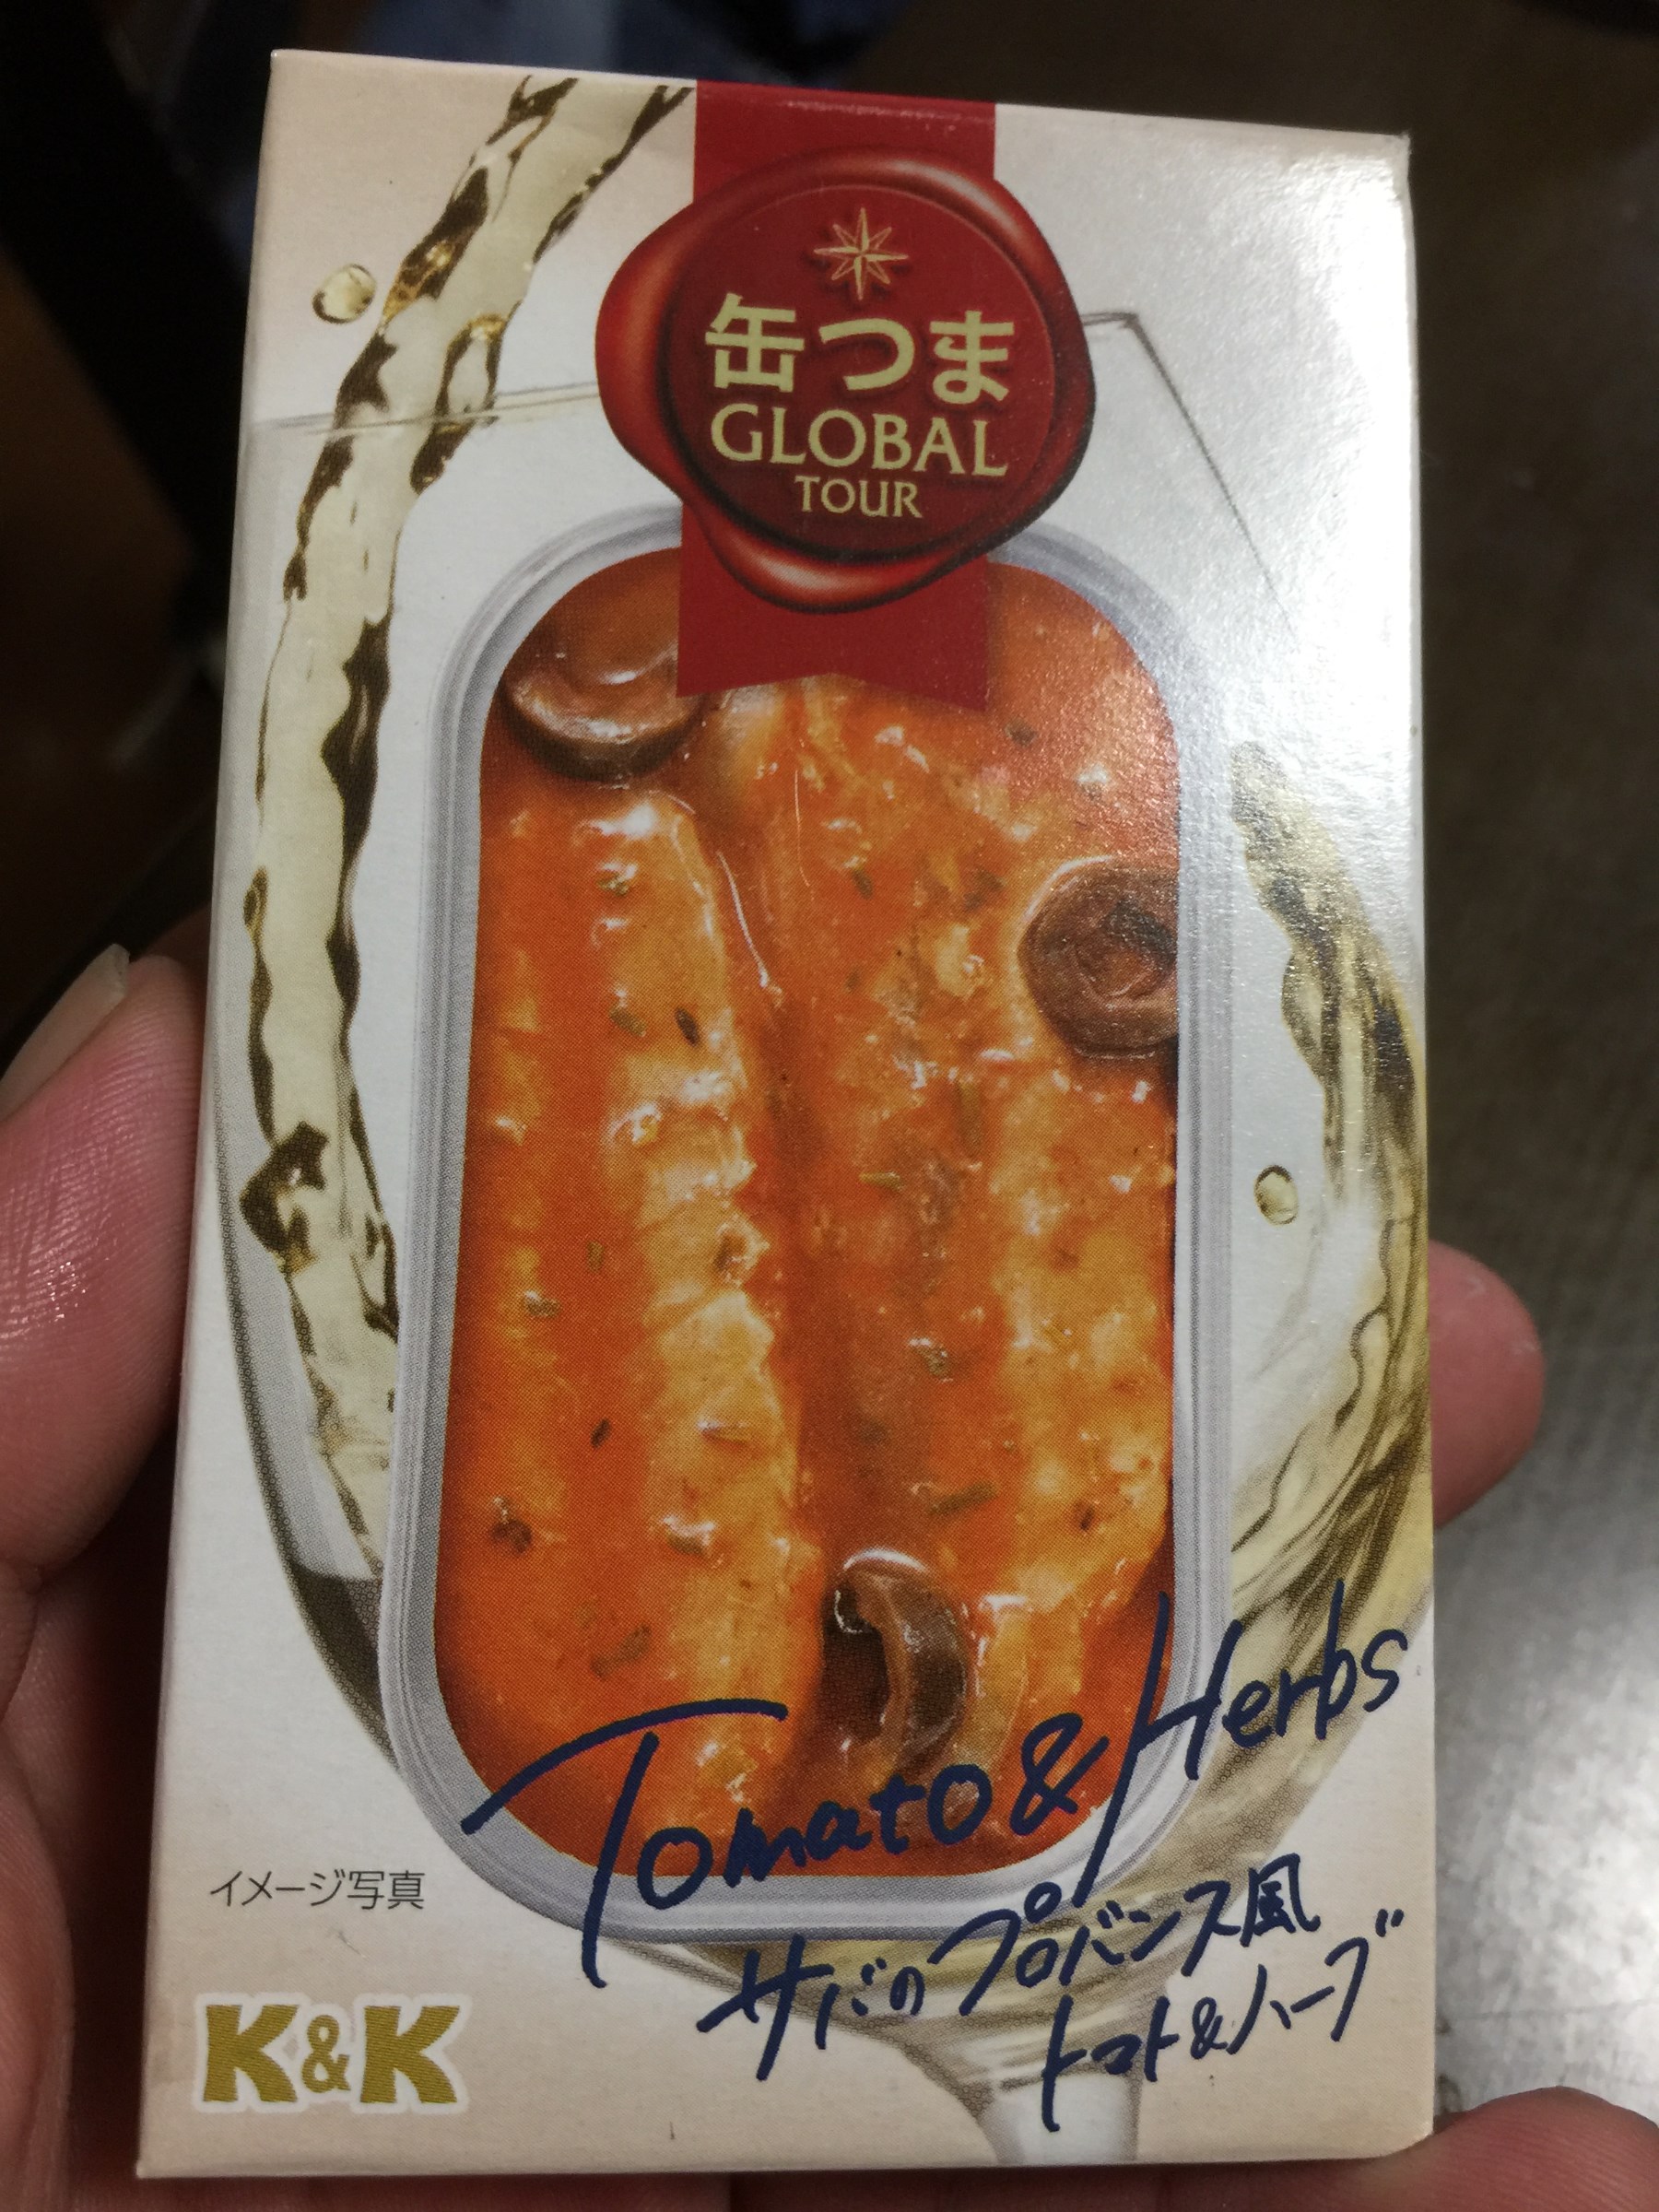 缶つま
GLOBAL
TOUR
Tomato & Herbs
サバのプロバンス風
トマト&ハーブ
イメージ写真
K&K